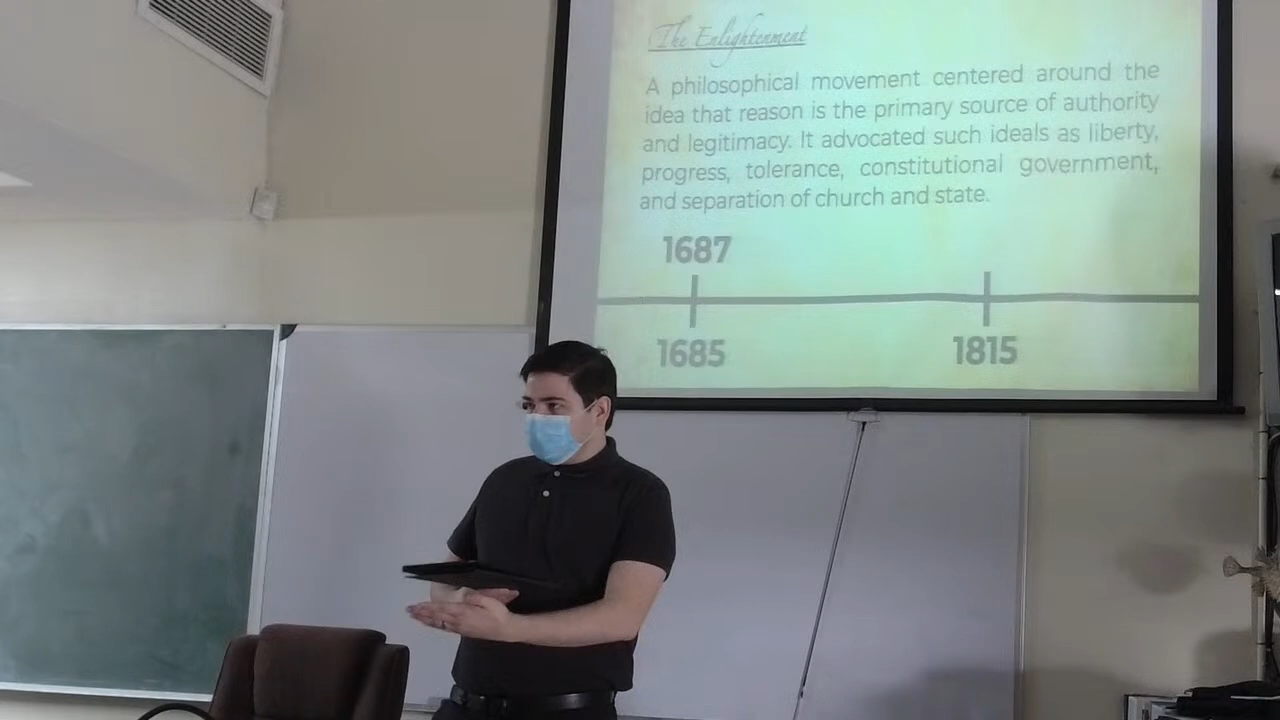 The Enlightenment
A philosophical movement centered around the
idea that reason is the primary source of authority
and legitimacy. It advocated such ideals as liberty,
progress, tolerance, constitutional government,
and separation of church and state.
1687
1685
1815